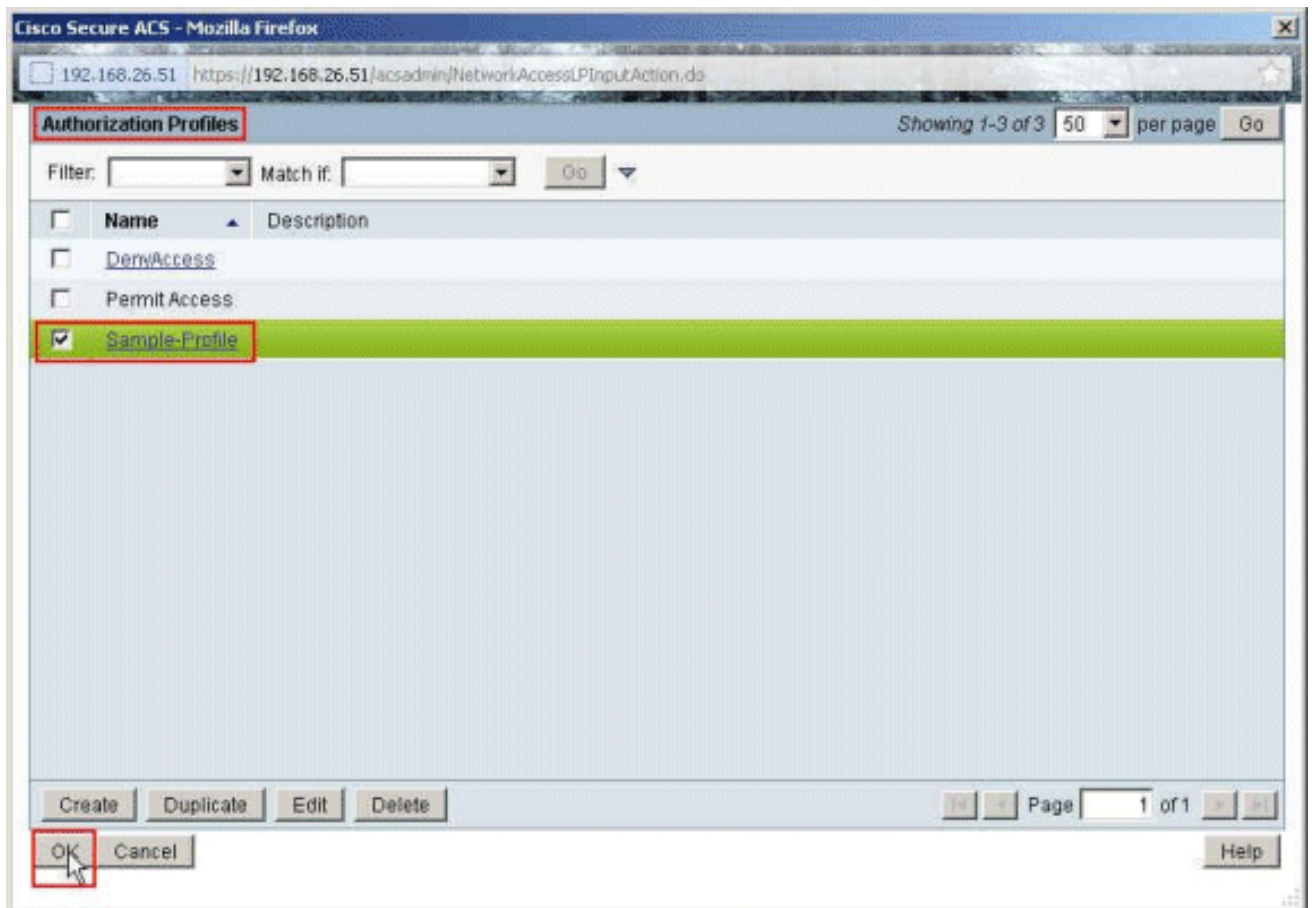 Cisco Secure ACS - Mozilla Firefox
192.168.26.51 https://192.168.26.51/acsadmin/NetworkAccessLPInputAction.do
Authorization Profiles Showing 1-3 of 3 50 per page Go
Filter: Match if: Go
Name Description
DenyAccess
Permit Access
Sample-Profile
Create Duplicate Edit Delete Page 1 of 1
OK Cancel Help